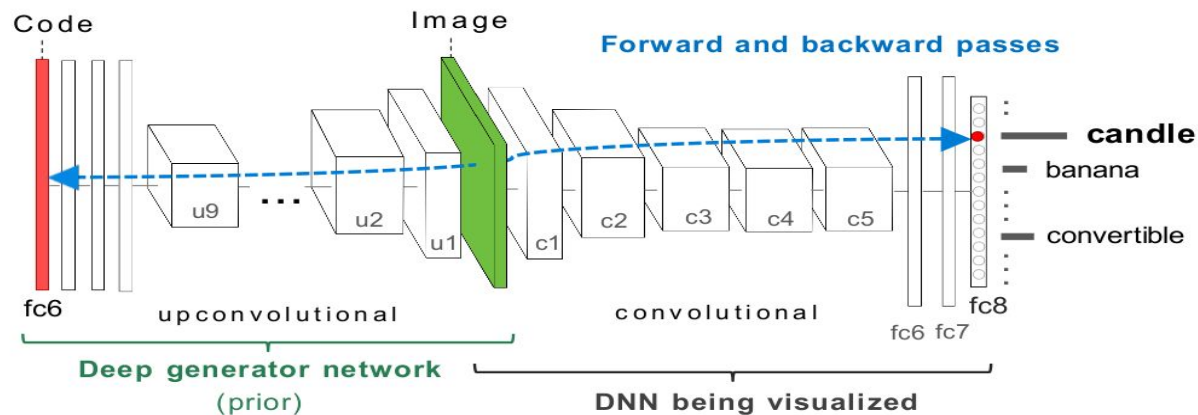 Code
Image
Forward and backward passes
candle
banana
convertible
u9
...
u2
u1
c1
c2
c3
c4
c5
fc6
upconvolutional
convolutional
fc6
fc7
fc8
Deep generator network
(prior)
DNN being visualized